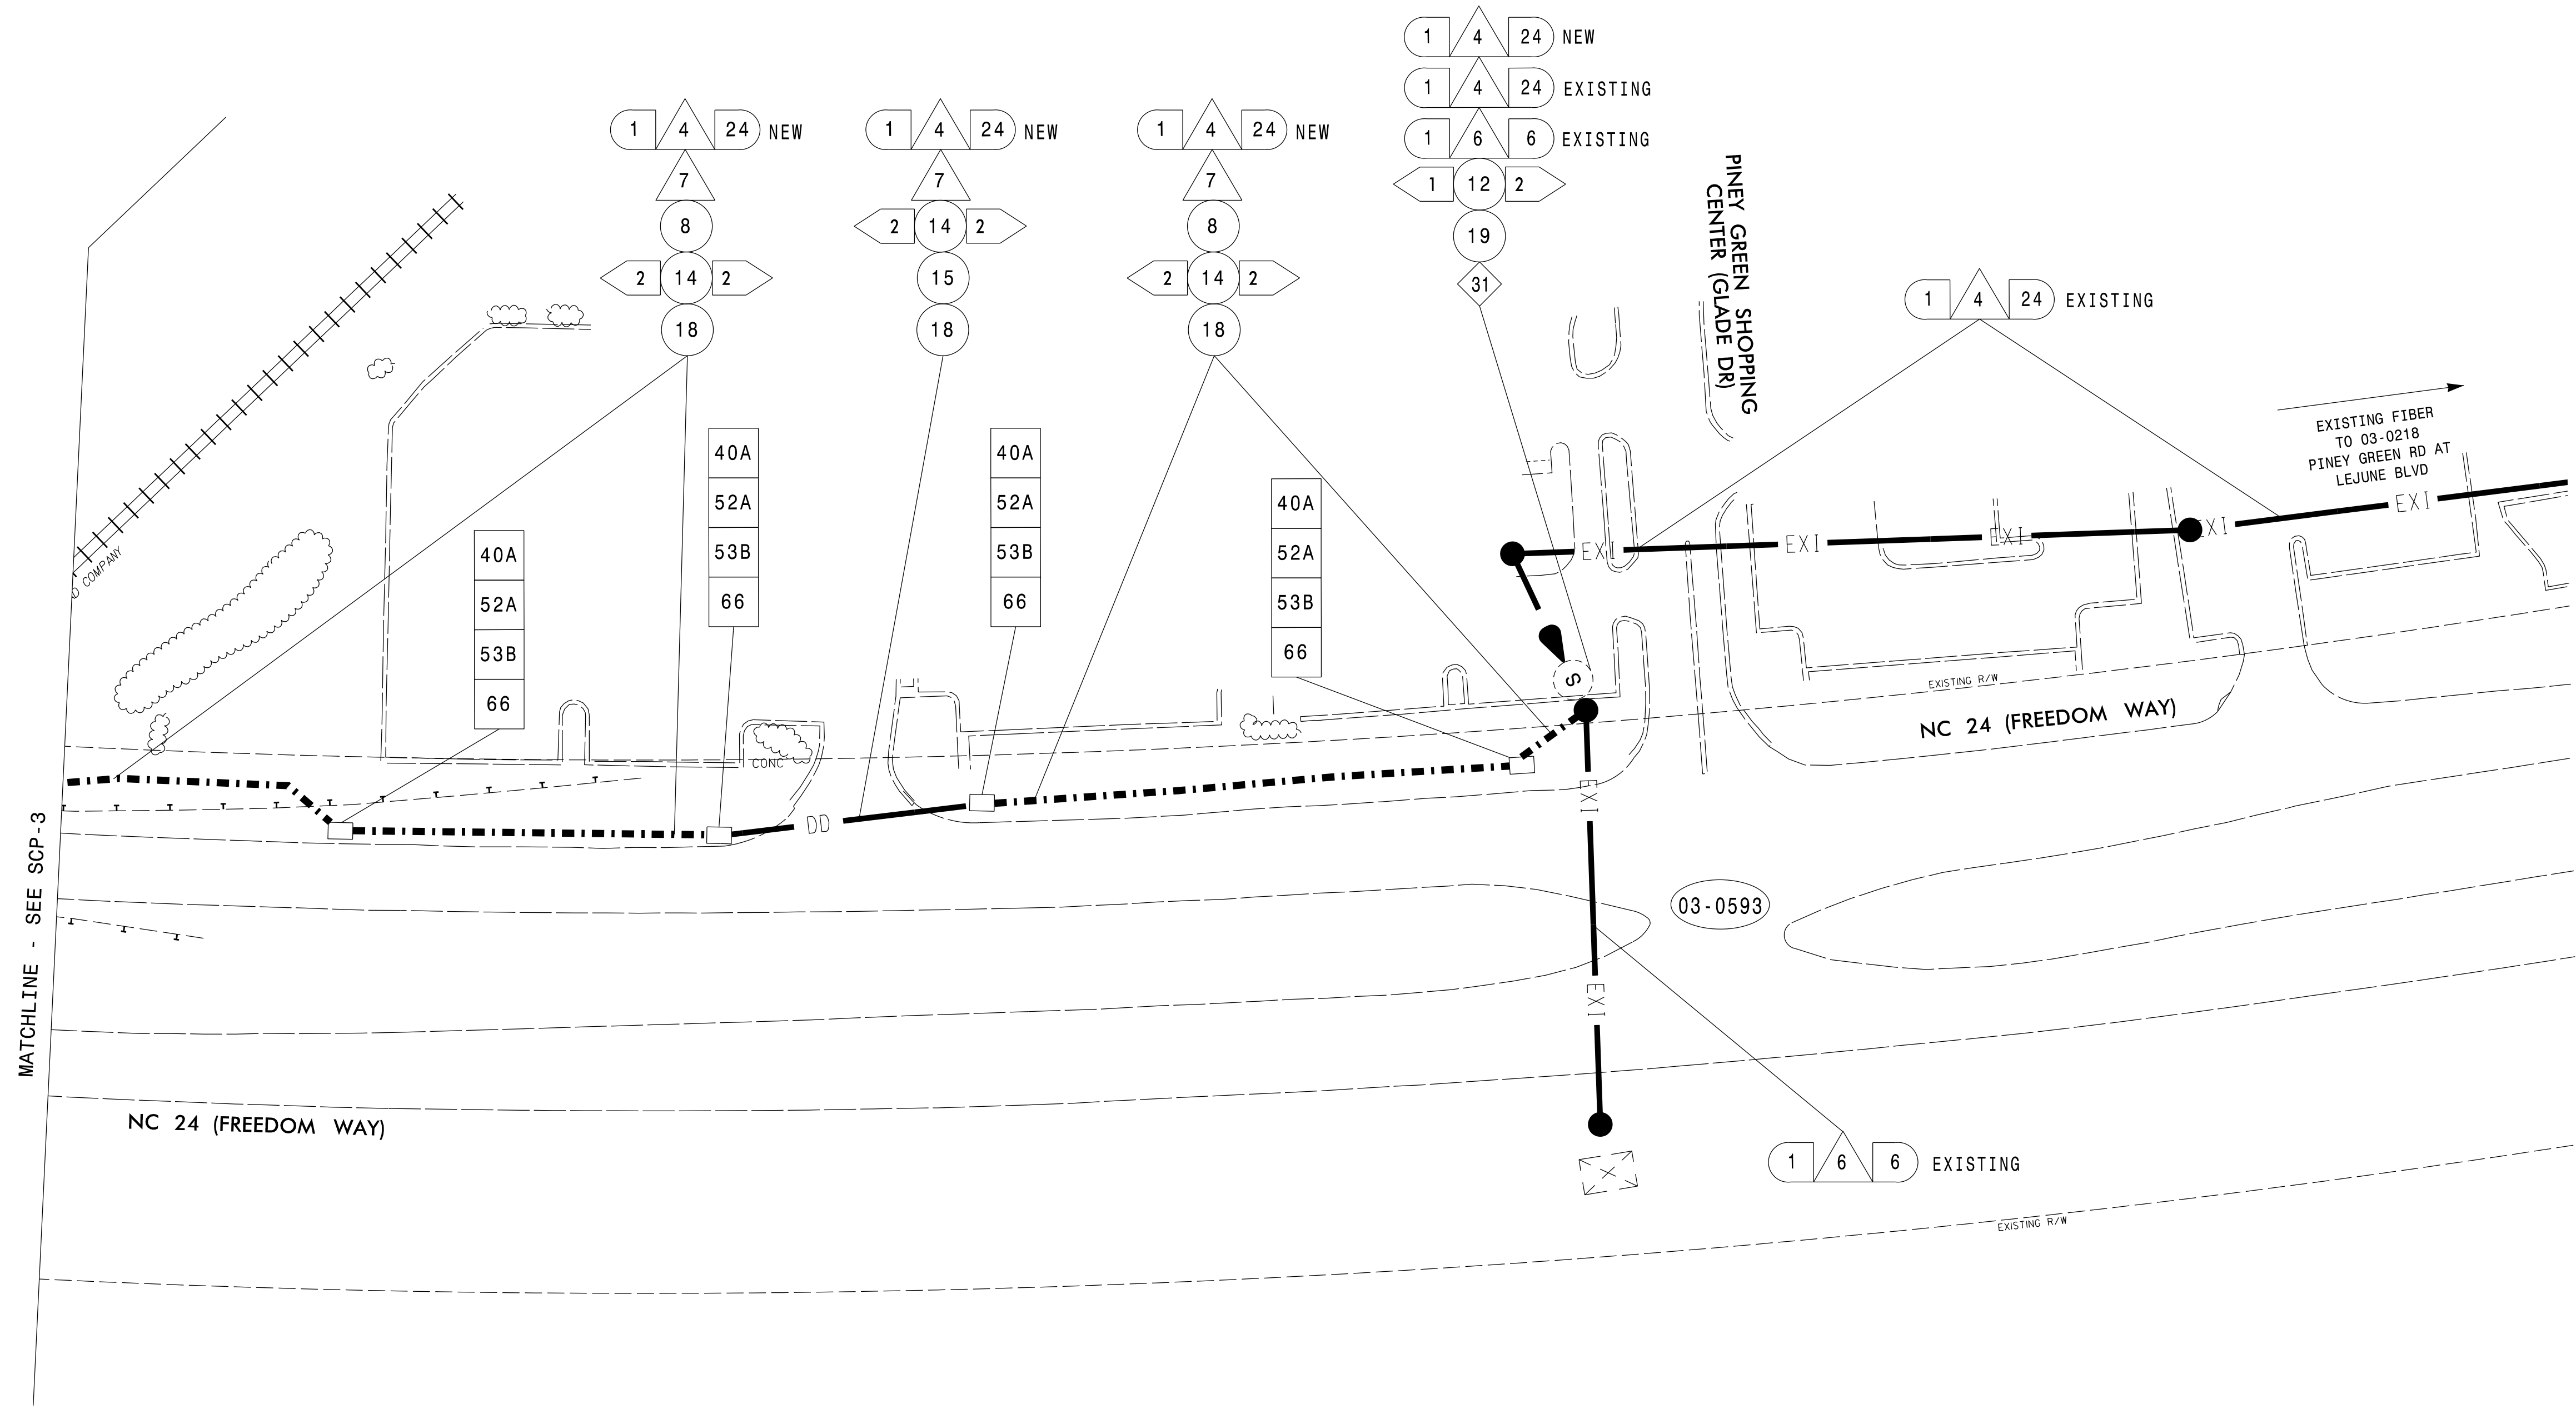 1 4 24 NEW
1 4 24 EXISTING
1 6 6 EXISTING
1 12 2
19
31
1 4 24 NEW
7
8
2 14 2
18
1 4 24 NEW
7
2 14 2
15
18
1 4 24 NEW
7
8
2 14 2
18
PINEY GREEN SHOPPING
CENTER (GLADE DR)
1 4 24 EXISTING
EXISTING FIBER
TO 03-0218
PINEY GREEN RD AT
LEJUNE BLVD
40A
52A
53B
66
40A
52A
53B
66
40A
52A
53B
66
40A
52A
53B
66
COMPANY
EXI
EXI
EXI
EXI
EXI
S
EXISTING R/W
NC 24 (FREEDOM WAY)
CONC
DD
EXI
03-0593
EXI
MATCHLINE - SEE SCP-3
NC 24 (FREEDOM WAY)
1 6 6 EXISTING
EXISTING R/W